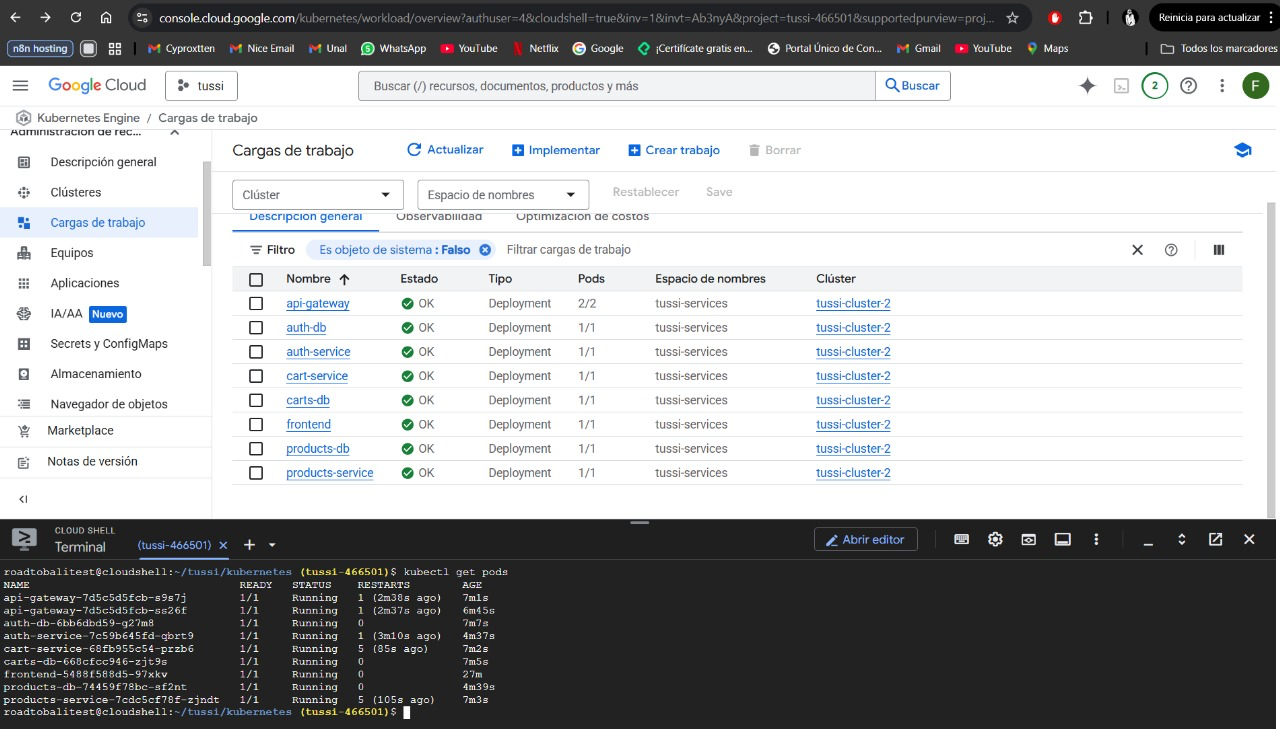 console.cloud.google.com/kubernetes/workload/overview?authuser=4&cloudshell=true&inv=1&invt=Ab3nyA&project=tussi-466501&supportedpurview=proj...
Reinicia para actualizar
n8n hosting
Cyproxtten
Nice Email
Unal
WhatsApp
YouTube
Netflix
Google
¡Certifícate gratis en...
Portal Único de Con...
Gmail
YouTube
Maps
Todos los marcadores
Google Cloud
tussi
Buscar (/) recursos, documentos, productos y más
Buscar
2
F
Kubernetes Engine / Cargas de trabajo
Administración de rec...
Descripción general
Clústeres
Cargas de trabajo
Equipos
Aplicaciones
IA/AA Nuevo
Secrets y ConfigMaps
Almacenamiento
Navegador de objetos
Marketplace
Notas de versión
Cargas de trabajo
Actualizar
Implementar
Crear trabajo
Borrar
Clúster
Espacio de nombres
Restablecer
Save
Descripción general
Observabilidad
Optimización de costos
Filtro
Es objeto de sistema : Falso
Filtrar cargas de trabajo
Nombre Estado Tipo Pods Espacio de nombres Clúster
api-gateway OK Deployment 2/2 tussi-services tussi-cluster-2
auth-db OK Deployment 1/1 tussi-services tussi-cluster-2
auth-service OK Deployment 1/1 tussi-services tussi-cluster-2
cart-service OK Deployment 1/1 tussi-services tussi-cluster-2
carts-db OK Deployment 1/1 tussi-services tussi-cluster-2
frontend OK Deployment 1/1 tussi-services tussi-cluster-2
products-db OK Deployment 1/1 tussi-services tussi-cluster-2
products-service OK Deployment 1/1 tussi-services tussi-cluster-2
CLOUD SHELL
Terminal
(tussi-466501)
Abrir editor
roadtobalitest@cloudshell:~/tussi/kubernetes (tussi-466501)$ kubectl get pods
NAME READY STATUS RESTARTS AGE
api-gateway-7d5c5d5fcb-s9s7j 1/1 Running 1 (2m38s ago) 7m1s
api-gateway-7d5c5d5fcb-ss26f 1/1 Running 1 (2m37s ago) 6m45s
auth-db-6bb6dbd59-g27m8 1/1 Running 0 7m7s
auth-service-7c59b645fd-qbrt9 1/1 Running 1 (3m10s ago) 4m37s
cart-service-68fb955c54-przb6 1/1 Running 5 (85s ago) 7m2s
carts-db-668cfcc946-zjt9s 1/1 Running 0 7m5s
frontend-5488f588d5-97xkv 1/1 Running 0 27m
products-db-74459f78bc-sf2nt 1/1 Running 0 4m39s
products-service-7cdc5cf78f-zjndt 1/1 Running 5 (105s ago) 7m3s
roadtobalitest@cloudshell:~/tussi/kubernetes (tussi-466501)$